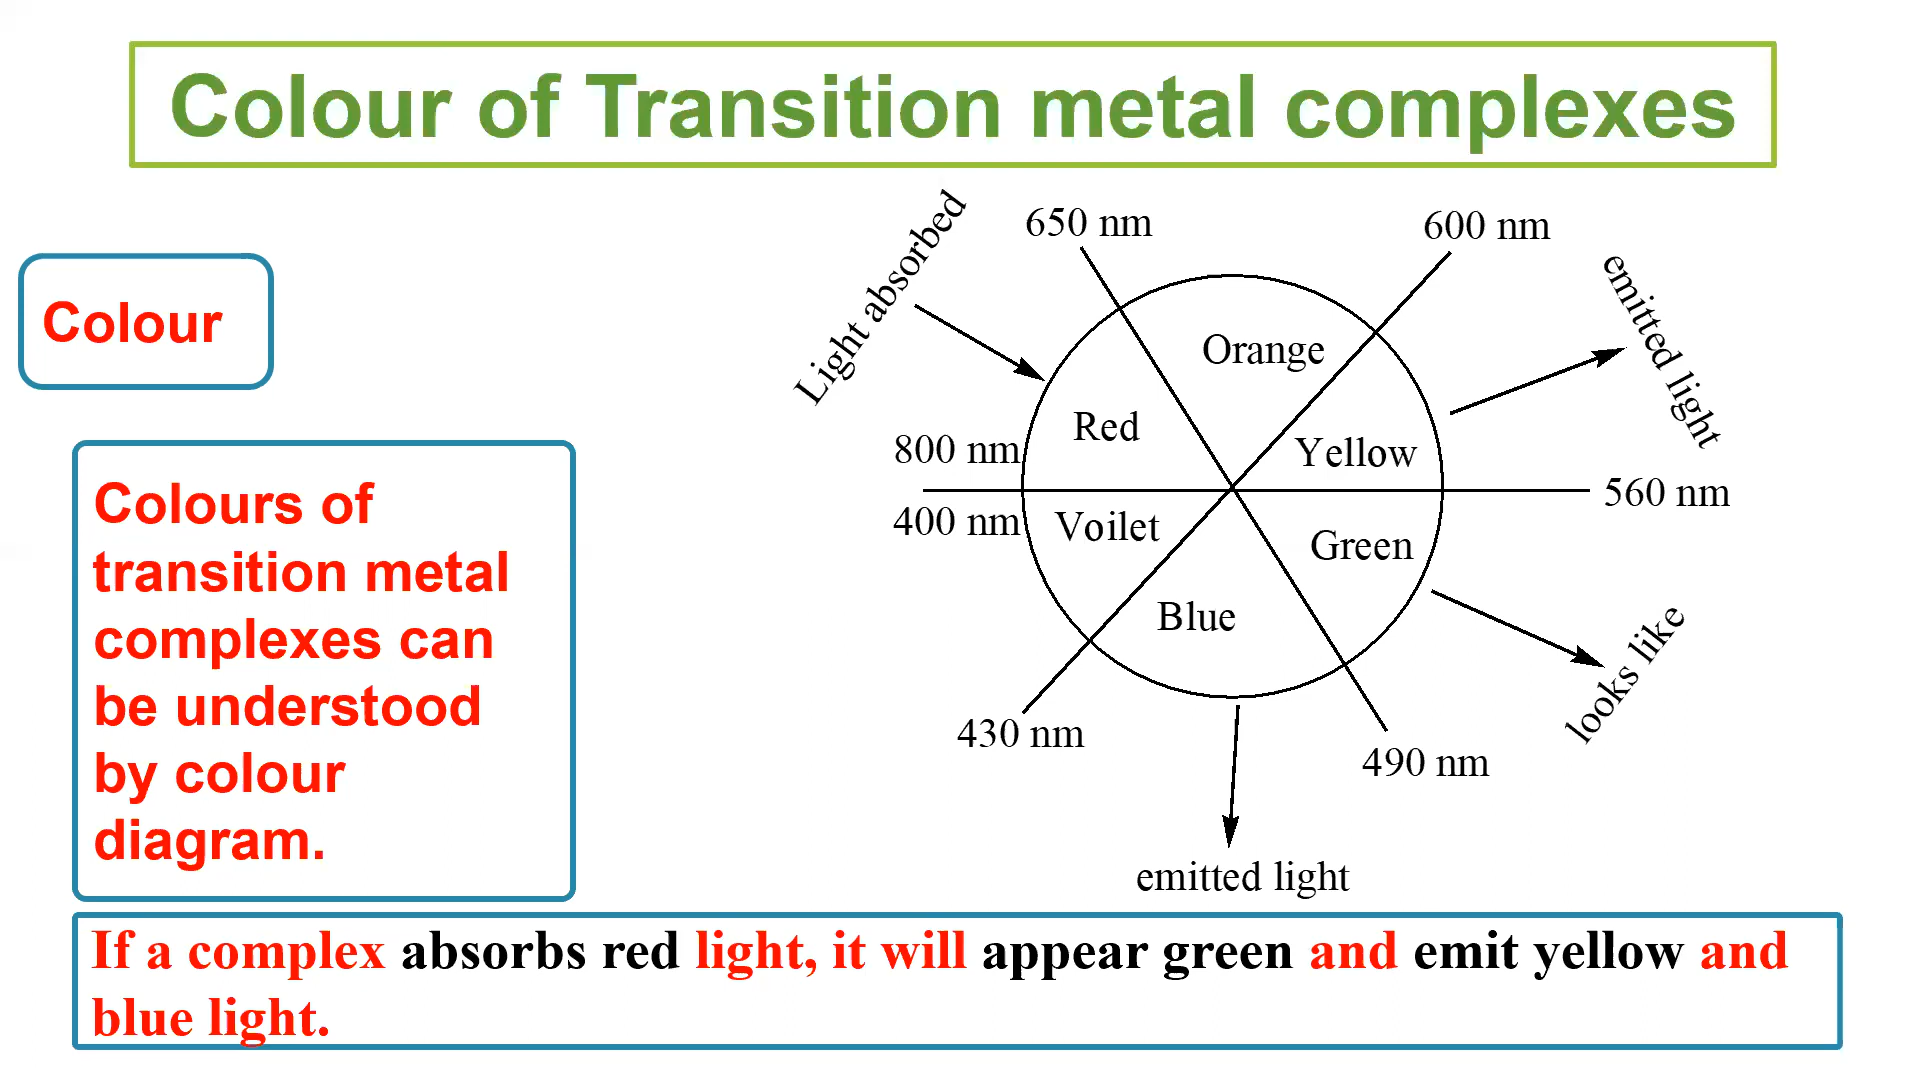 Colour of Transition metal complexes
Colour
Colours of
transition metal
complexes can
be understood
by colour
diagram.
Light absorbed
650 nm
600 nm
emitted light
Orange
Red
Yellow
800 nm
560 nm
400 nm
Voilet
Green
Blue
looks like
430 nm
490 nm
emitted light
If a complex absorbs red light, it will appear green and emit yellow and
blue light.